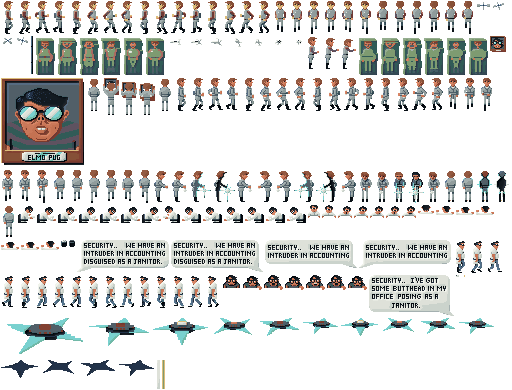 ELMO PUG
SECURITY.. WE HAVE AN
INTRUDER IN ACCOUNTING
DISGUISED AS A JANITOR.
SECURITY.. WE HAVE AN
INTRUDER IN ACCOUNTING
DISGUISED AS A JANITOR.
SECURITY.. WE HAVE AN
INTRUDER IN ACCOUNTING
SECURITY.. WE HAVE AN
INTRUDER IN ACCOUNTING
SECURITY.. I'VE GOT
SOME BUTTHEAD IN MY
OFFICE POSING AS A
JANITOR.